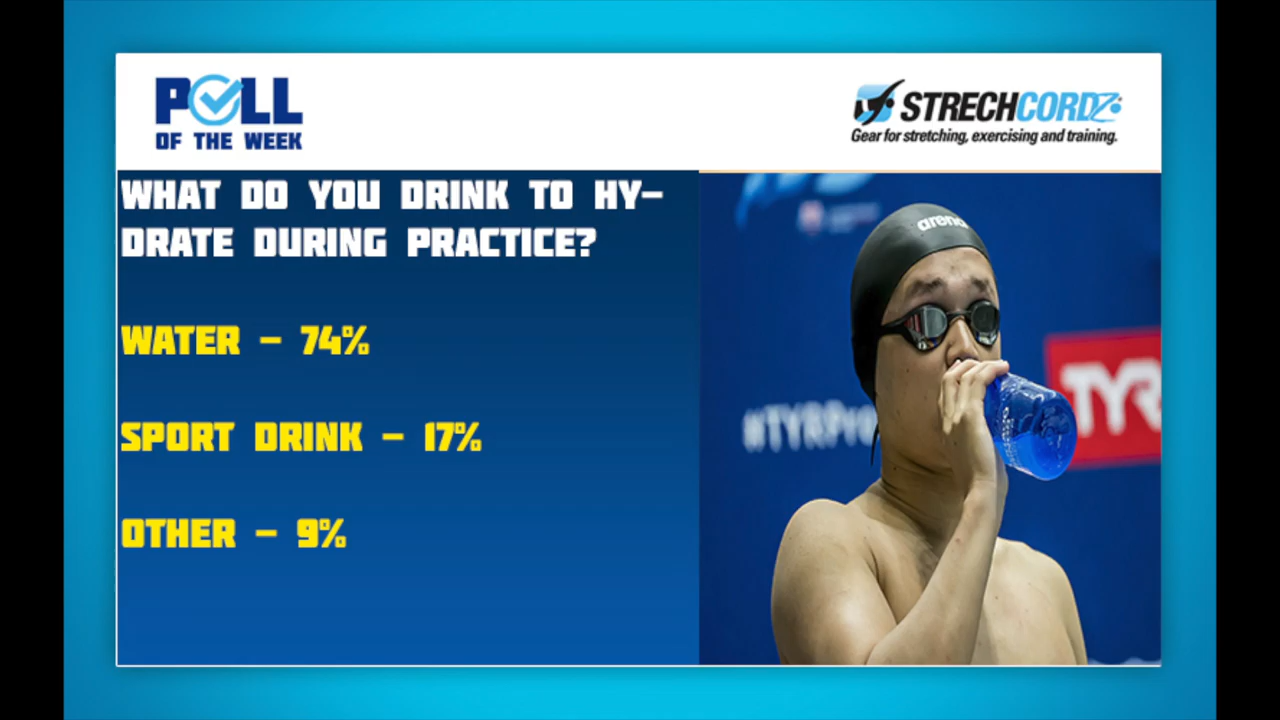 POLL
OF THE WEEK
STRECHCORDZ
Gear for stretching, exercising and training.
WHAT DO YOU DRINK TO HY-
DRATE DURING PRACTICE?
WATER - 74%
SPORT DRINK - 17%
OTHER - 9%
arena
#TYRPro
TYR